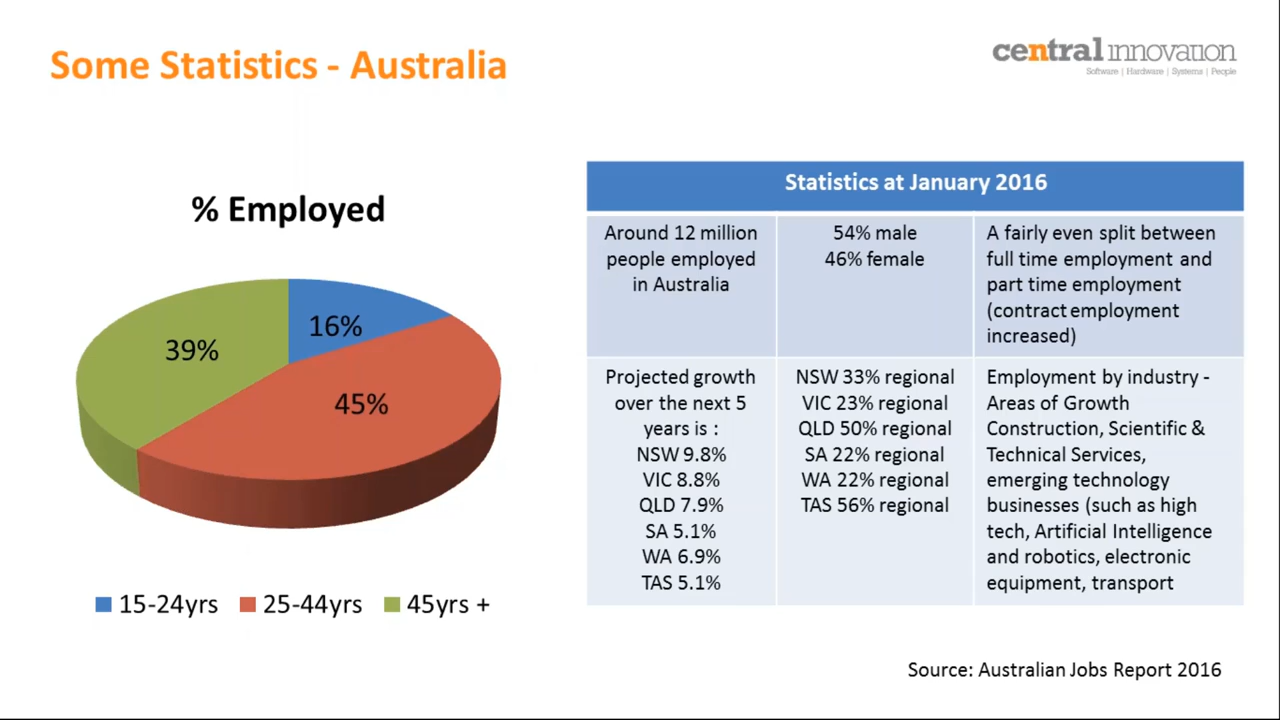 Some Statistics - Australia
central innovation
Software | Hardware | Systems | People
% Employed
16%
39%
45%
15-24yrs 25-44yrs 45yrs +
Statistics at January 2016
Around 12 million
people employed
in Australia
54% male
46% female
A fairly even split between
full time employment and
part time employment
(contract employment
increased)
Projected growth
over the next 5
years is :
NSW 9.8%
VIC 8.8%
QLD 7.9%
SA 5.1%
WA 6.9%
TAS 5.1%
NSW 33% regional
VIC 23% regional
QLD 50% regional
SA 22% regional
WA 22% regional
TAS 56% regional
Employment by industry -
Areas of Growth
Construction, Scientific &
Technical Services,
emerging technology
businesses (such as high
tech, Artificial Intelligence
and robotics, electronic
equipment, transport
Source: Australian Jobs Report 2016